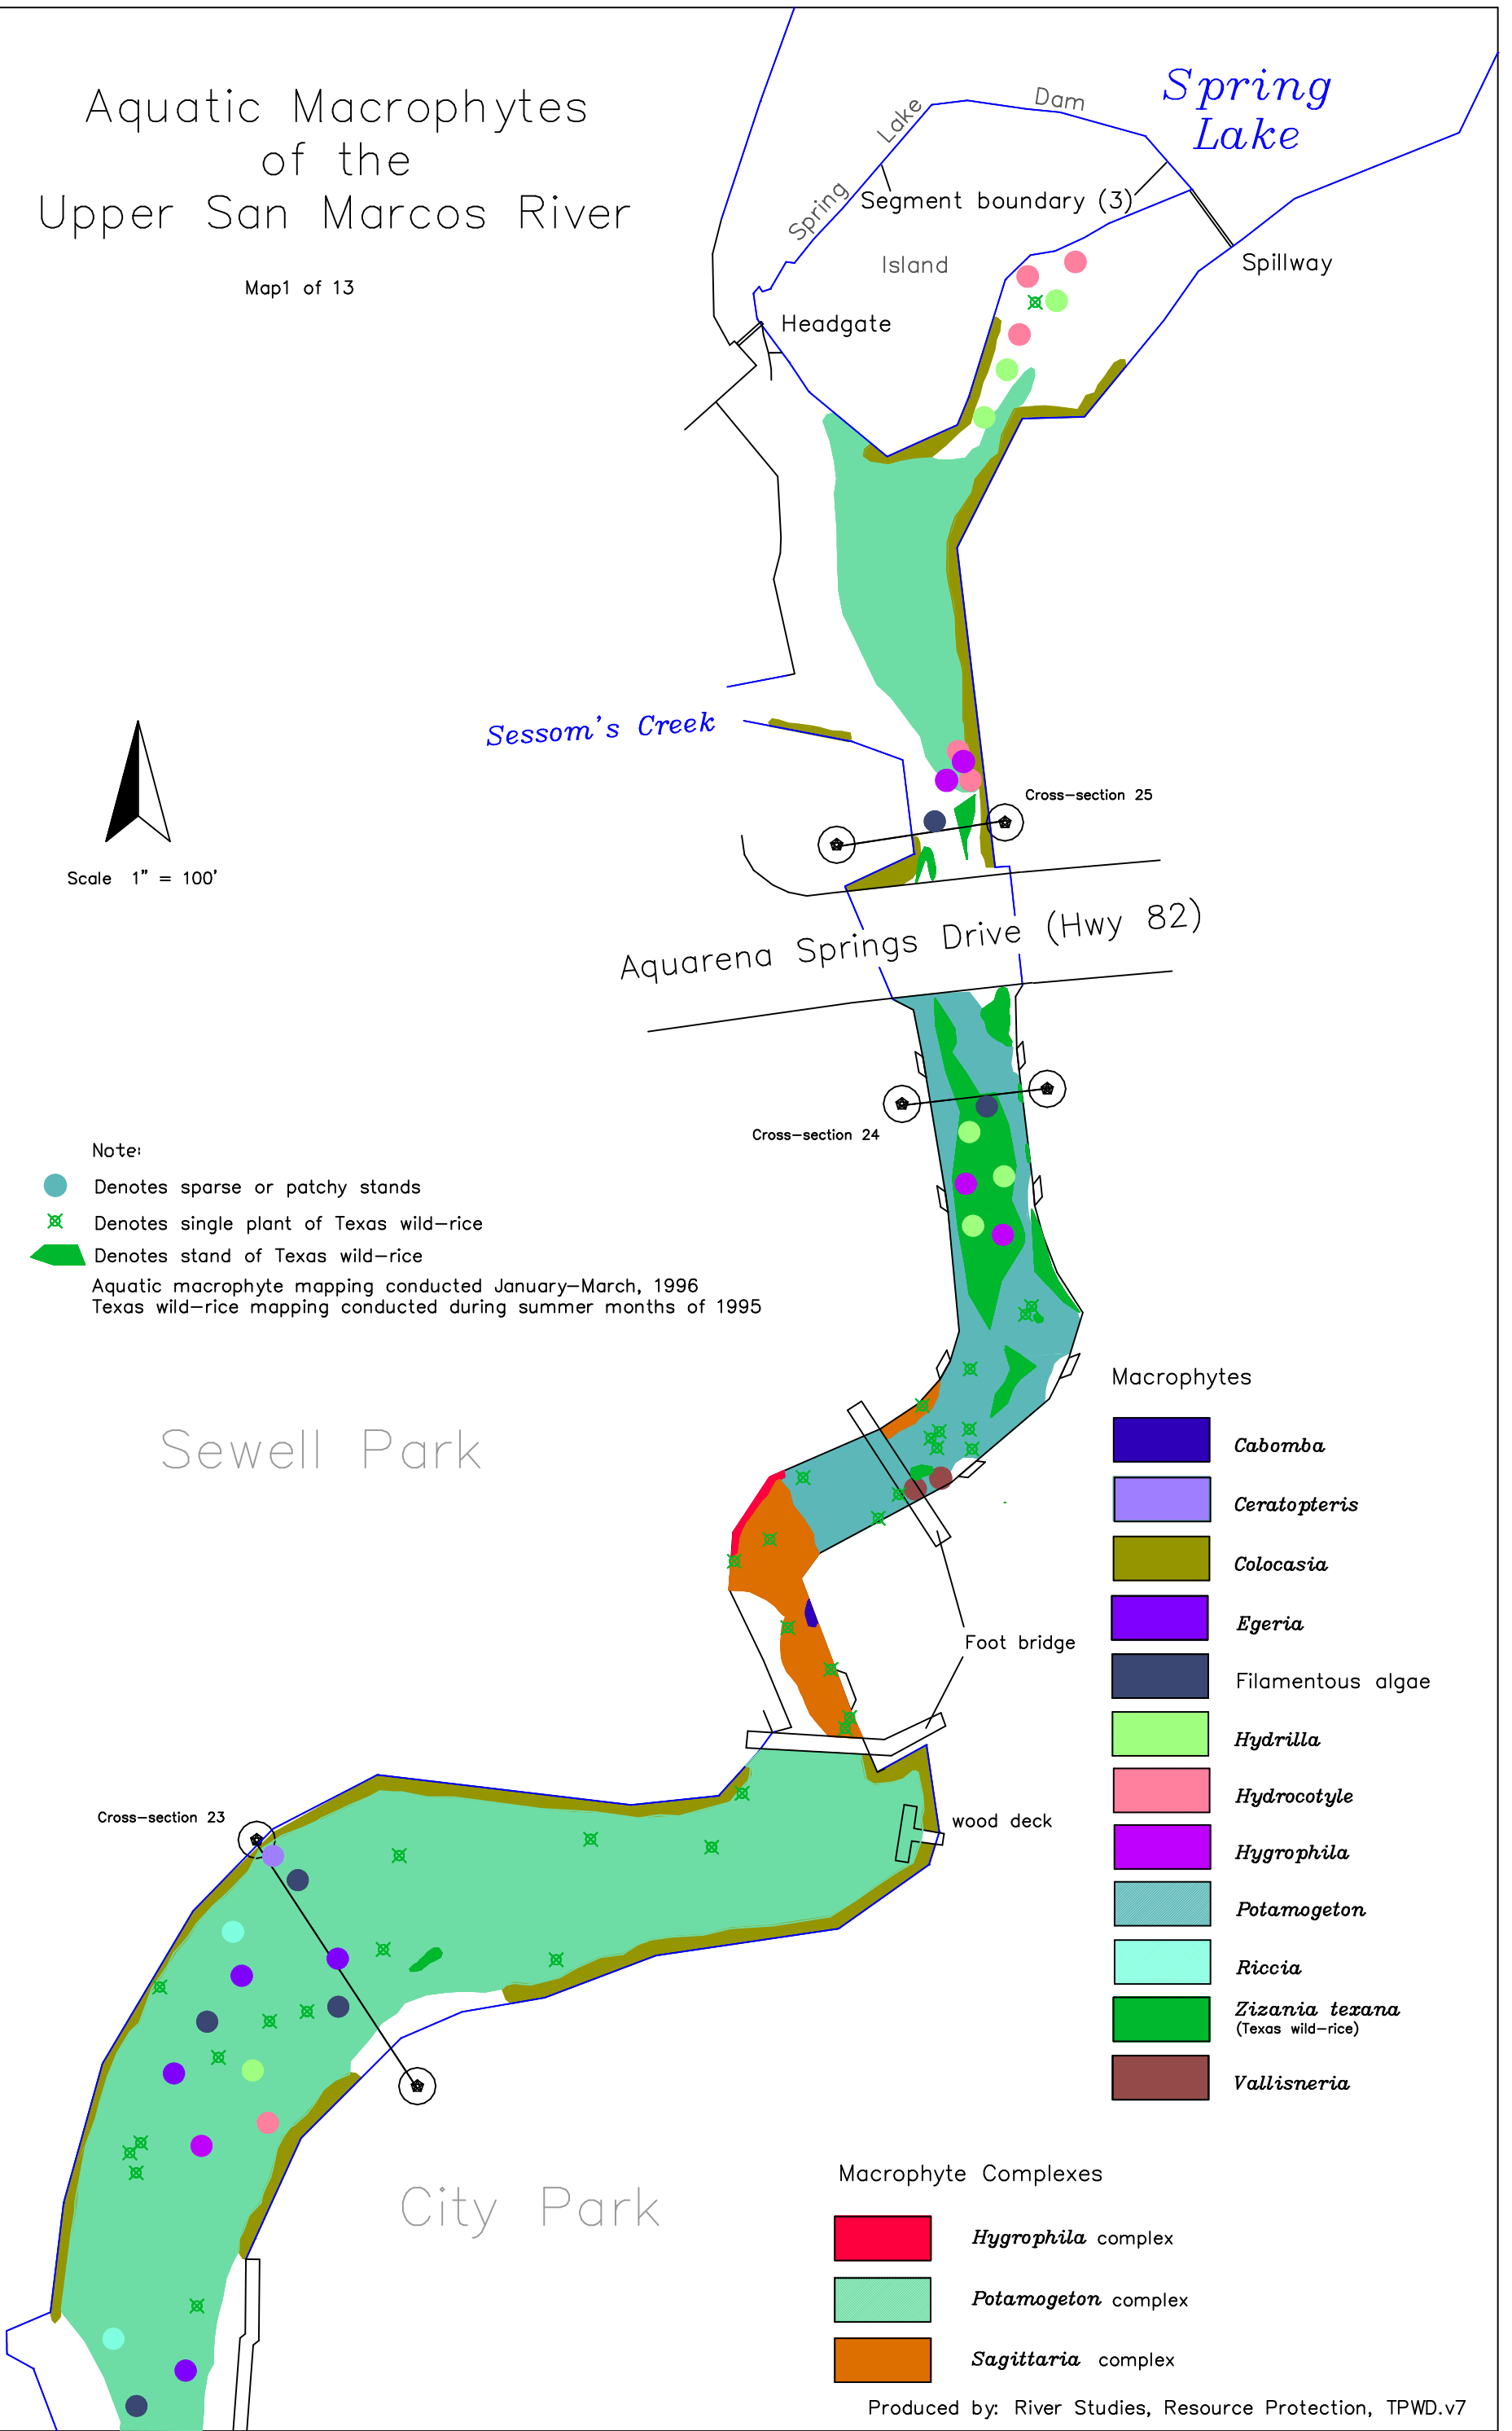 Aquatic Macrophytes
of the
Upper San Marcos River
Map1 of 13
Spring Lake Dam
Spring
Lake
Segment boundary (3)
Island
Spillway
Headgate
Sessom's Creek
Cross-section 25
Scale 1" = 100'
Aquarena Springs Drive (Hwy 82)
Cross-section 24
Note:
Denotes sparse or patchy stands
Denotes single plant of Texas wild-rice
Denotes stand of Texas wild-rice
Aquatic macrophyte mapping conducted January-March, 1996
Texas wild-rice mapping conducted during summer months of 1995
Sewell Park
Foot bridge
wood deck
Cross-section 23
City Park
Macrophytes
Cabomba
Ceratopteris
Colocasia
Egeria
Filamentous algae
Hydrilla
Hydrocotyle
Hygrophila
Potamogeton
Riccia
Zizania texana
(Texas wild-rice)
Vallisneria
Macrophyte Complexes
Hygrophila complex
Potamogeton complex
Sagittaria complex
Produced by: River Studies, Resource Protection, TPWD.v7